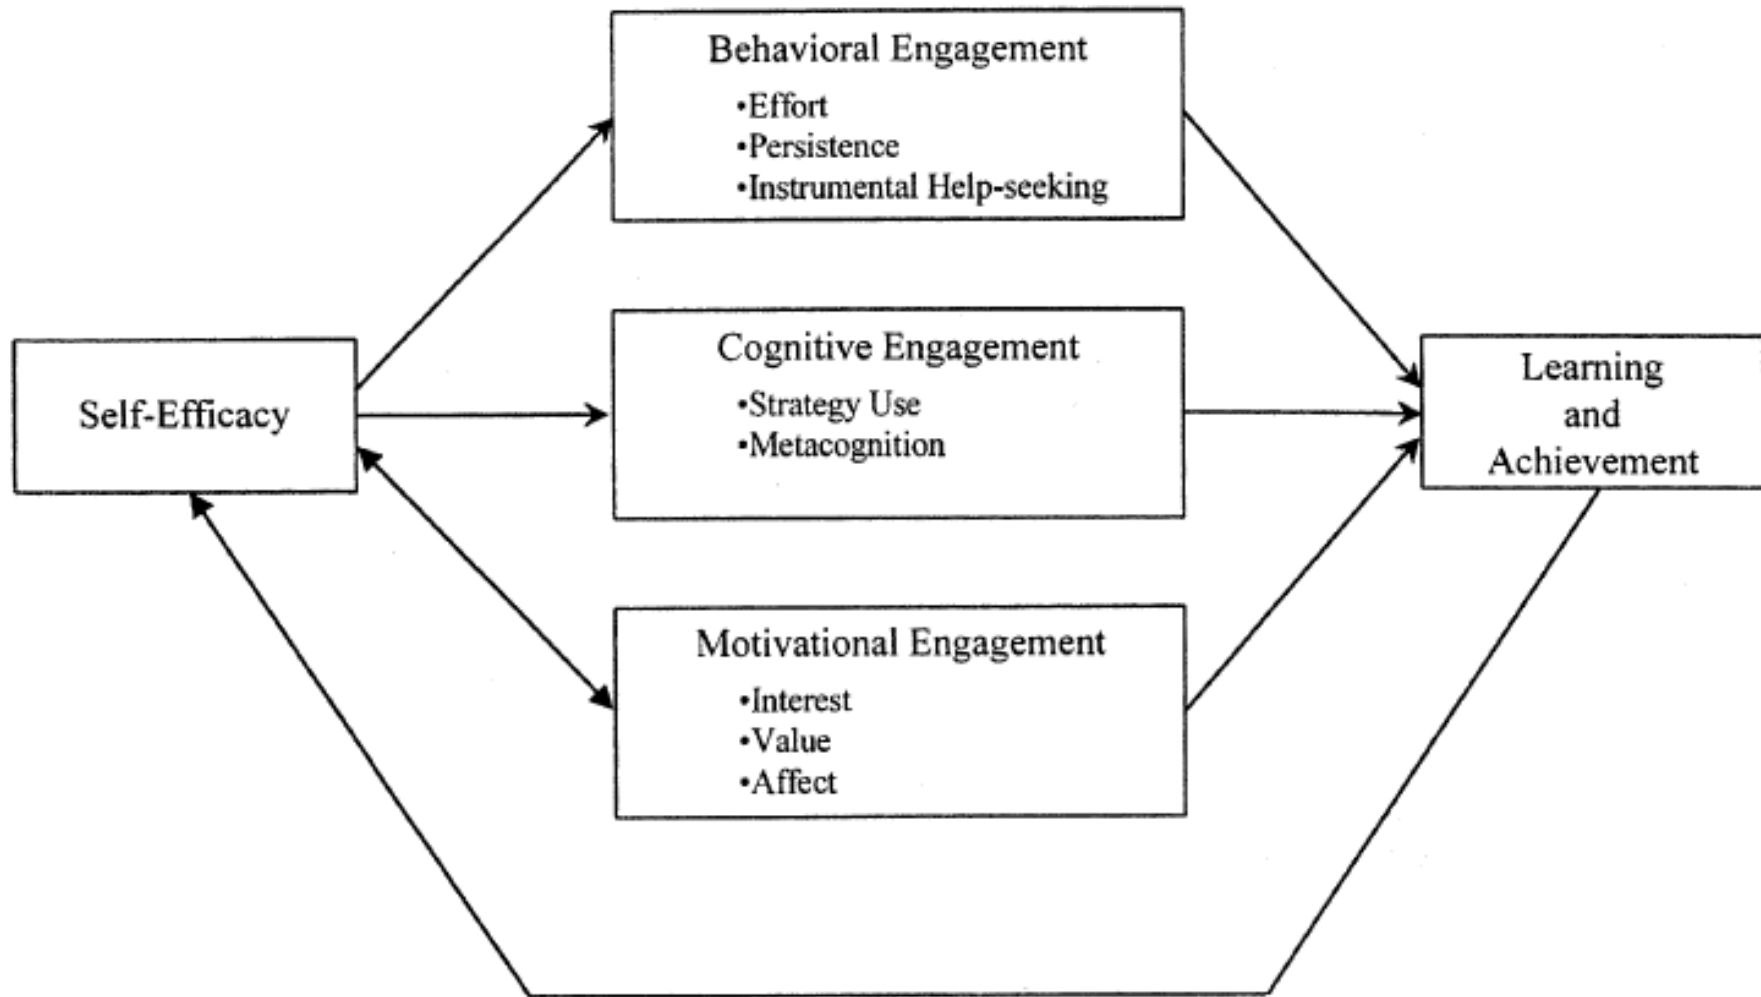 Behavioral Engagement
•Effort
•Persistence
•Instrumental Help-seeking
Self-Efficacy
Cognitive Engagement
•Strategy Use
•Metacognition
Motivational Engagement
•Interest
•Value
•Affect
Learning
and
Achievement